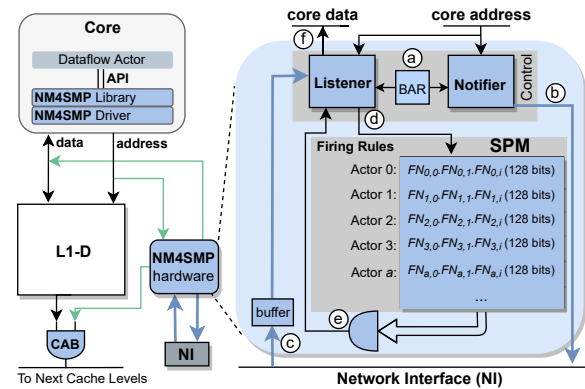 Core
Dataflow Actor
API
NM4SMP Library
NM4SMP Driver
data
address
L1-D
NM4SMP
hardware
CAB
NI
To Next Cache Levels
core data
core address
f
a
Listener
BAR
Notifier
Control
b
d
Firing Rules
SPM
Actor 0: FN0,0.FN0,1.FN0,i (128 bits)
Actor 1: FN1,0.FN1,1.FN1,i (128 bits)
Actor 2: FN2,0.FN2,1.FN2,i (128 bits)
Actor 3: FN3,0.FN3,1.FN3,i (128 bits)
Actor a: FNa,0.FNa,1.FNa,i (128 bits)
...
buffer
e
c
Network Interface (NI)